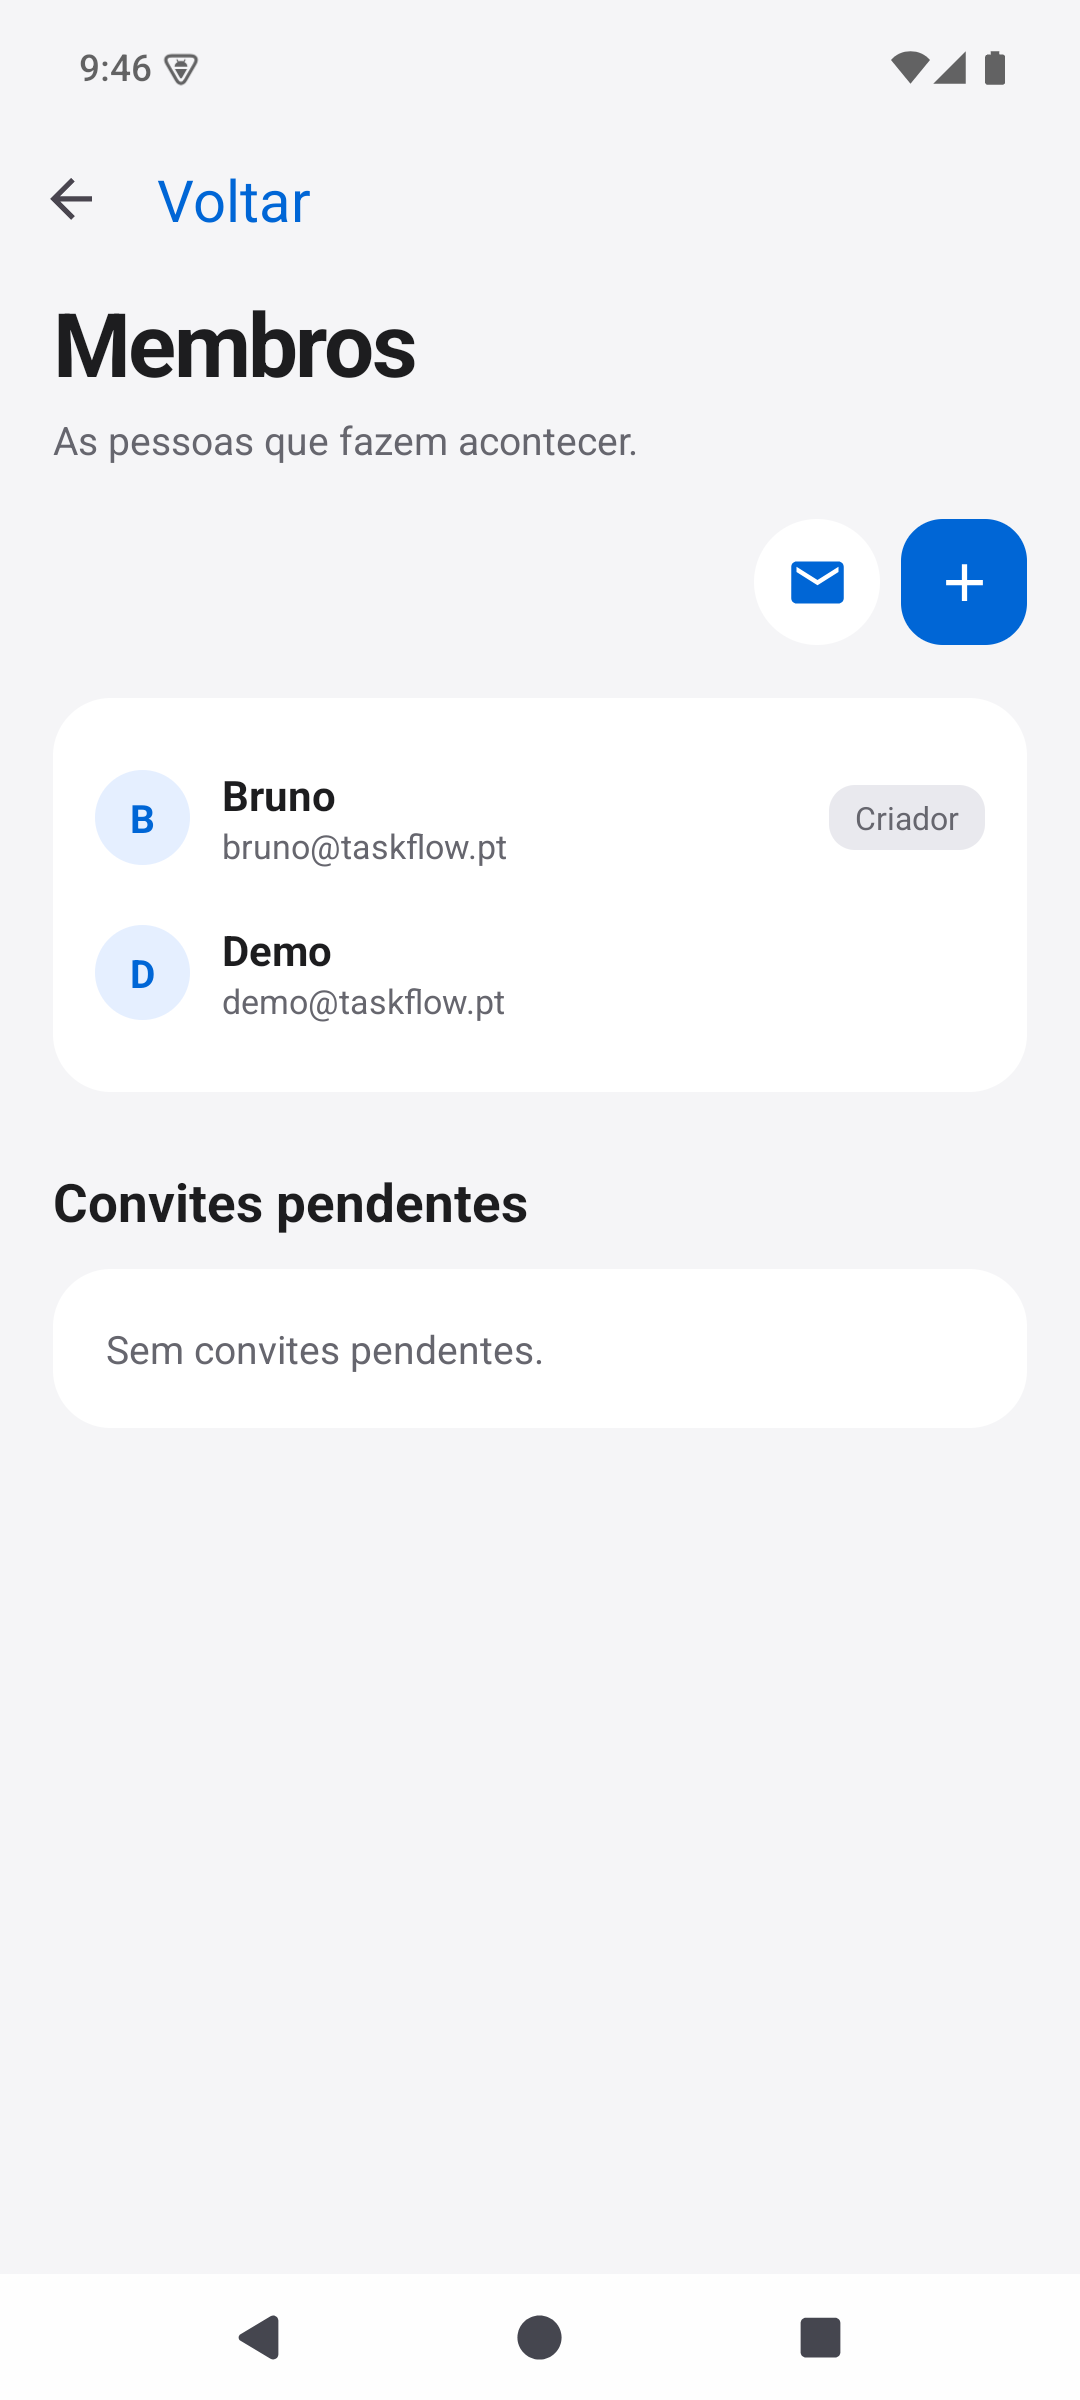 9:46
Voltar
Membros
As pessoas que fazem acontecer.
B
Bruno
bruno@taskflow.pt
Criador
D
Demo
demo@taskflow.pt
Convites pendentes
Sem convites pendentes.